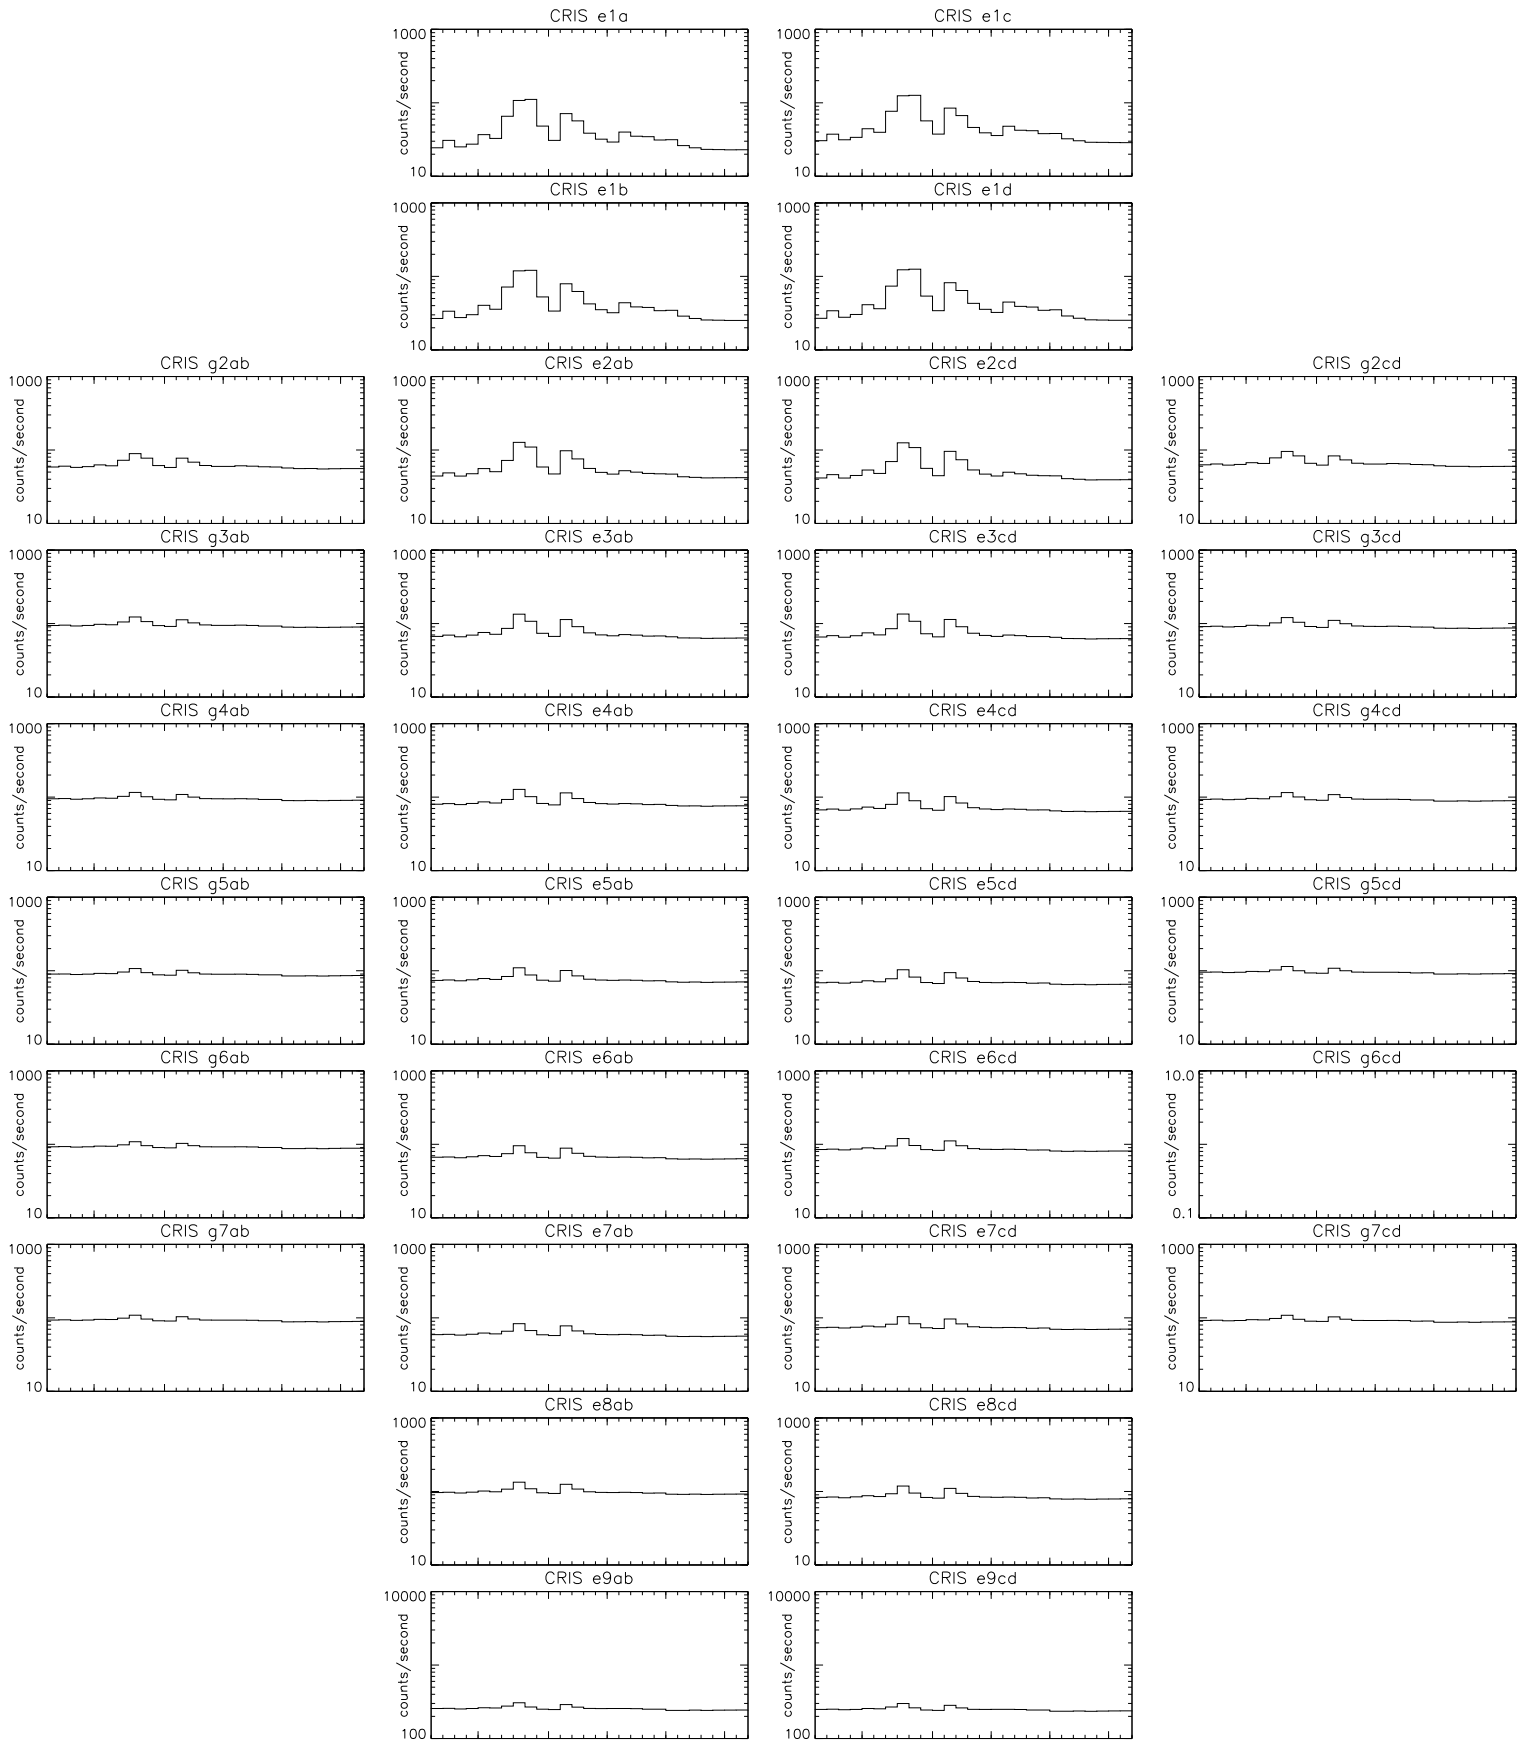 CRIS e1a
CRIS e1c
1000
counts/second
10
1000
counts/second
10
CRIS e1b
CRIS e1d
1000
counts/second
10
1000
counts/second
10
CRIS g2ab
CRIS e2ab
CRIS e2cd
CRIS g2cd
1000
counts/second
10
1000
counts/second
10
1000
counts/second
10
1000
counts/second
10
CRIS g3ab
CRIS e3ab
CRIS e3cd
CRIS g3cd
1000
counts/second
10
1000
counts/second
10
1000
counts/second
10
1000
counts/second
10
CRIS g4ab
CRIS e4ab
CRIS e4cd
CRIS g4cd
1000
counts/second
10
1000
counts/second
10
1000
counts/second
10
1000
counts/second
10
CRIS g5ab
CRIS e5ab
CRIS e5cd
CRIS g5cd
1000
counts/second
10
1000
counts/second
10
1000
counts/second
10
1000
counts/second
10
CRIS g6ab
CRIS e6ab
CRIS e6cd
CRIS g6cd
1000
counts/second
10
1000
counts/second
10
1000
counts/second
10
10.0
counts/second
0.1
CRIS g7ab
CRIS e7ab
CRIS e7cd
CRIS g7cd
1000
counts/second
10
1000
counts/second
10
1000
counts/second
10
1000
counts/second
10
CRIS e8ab
CRIS e8cd
1000
counts/second
10
1000
counts/second
10
CRIS e9ab
CRIS e9cd
10000
counts/second
100
10000
counts/second
100